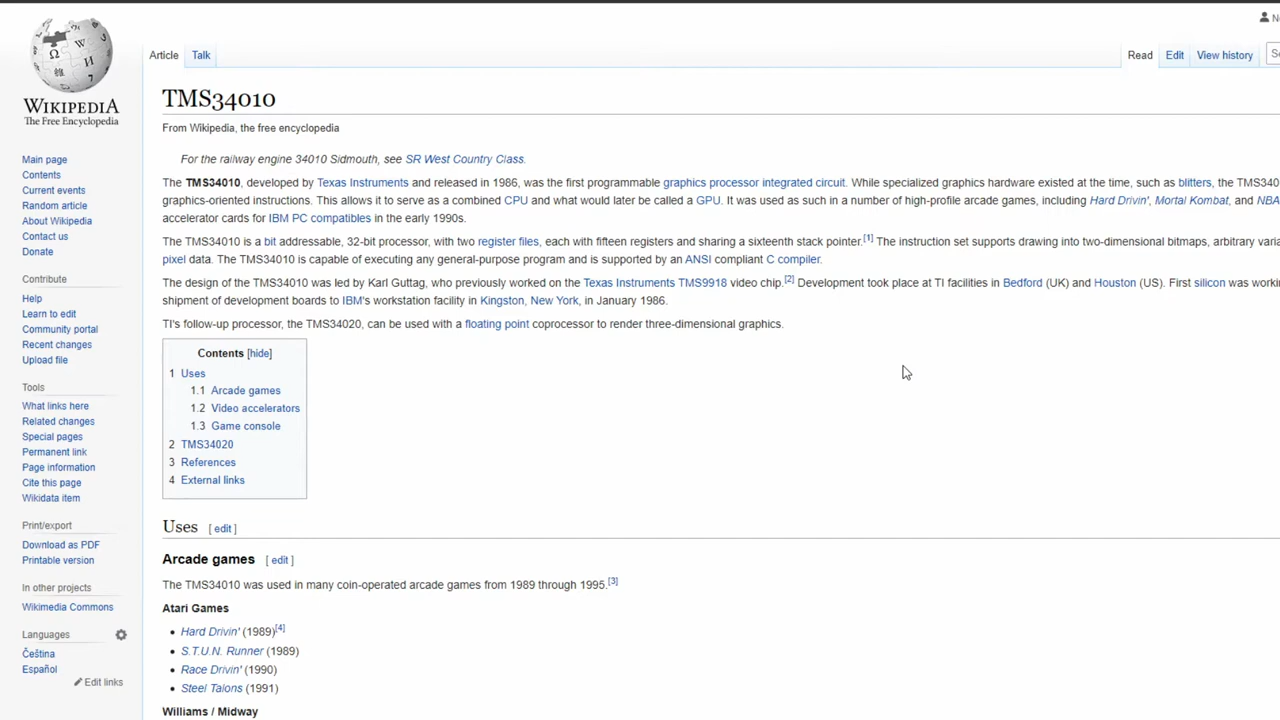 WIKIPEDIA
The Free Encyclopedia
Main page
Contents
Current events
Random article
About Wikipedia
Contact us
Donate
Contribute
Help
Learn to edit
Community portal
Recent changes
Upload file
Tools
What links here
Related changes
Special pages
Permanent link
Page information
Cite this page
Wikidata item
Print/export
Download as PDF
Printable version
In other projects
Wikimedia Commons
Languages
Čeština
Español
Edit links
Article Talk
Read Edit View history
TMS34010
From Wikipedia, the free encyclopedia
For the railway engine 34010 Sidmouth, see SR West Country Class.
The TMS34010, developed by Texas Instruments and released in 1986, was the first programmable graphics processor integrated circuit. While specialized graphics hardware existed at the time, such as blitters, the TMS340
graphics-oriented instructions. This allows it to serve as a combined CPU and what would later be called a GPU. It was used as such in a number of high-profile arcade games, including Hard Drivin', Mortal Kombat, and NBA
accelerator cards for IBM PC compatibles in the early 1990s.
The TMS34010 is a bit addressable, 32-bit processor, with two register files, each with fifteen registers and sharing a sixteenth stack pointer.[1] The instruction set supports drawing into two-dimensional bitmaps, arbitrary varia
pixel data. The TMS34010 is capable of executing any general-purpose program and is supported by an ANSI compliant C compiler.
The design of the TMS34010 was led by Karl Guttag, who previously worked on the Texas Instruments TMS9918 video chip.[2] Development took place at TI facilities in Bedford (UK) and Houston (US). First silicon was workin
shipment of development boards to IBM's workstation facility in Kingston, New York, in January 1986.
TI's follow-up processor, the TMS34020, can be used with a floating point coprocessor to render three-dimensional graphics.
Contents [hide]
1 Uses
1.1 Arcade games
1.2 Video accelerators
1.3 Game console
2 TMS34020
3 References
4 External links
Uses [ edit ]
Arcade games [ edit ]
The TMS34010 was used in many coin-operated arcade games from 1989 through 1995.[3]
Atari Games
Hard Drivin' (1989)[4]
S.T.U.N. Runner (1989)
Race Drivin' (1990)
Steel Talons (1991)
Williams / Midway